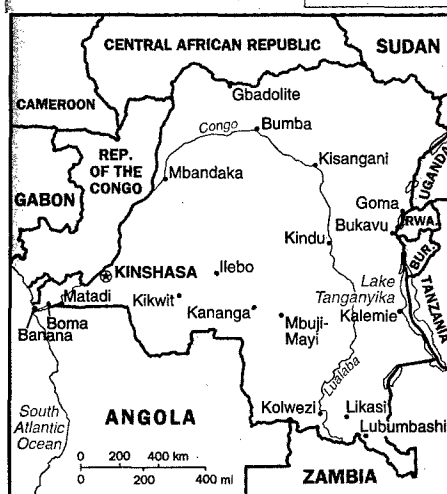 CENTRAL AFRICAN REPUBLIC
SUDAN
CAMEROON
Gbadolite
Congo
Bumba
REP.
OF THE
CONGO
Mbandaka
Kisangani
UGANDA
GABON
Goma
RWA.
Bukavu
Kindu
BUR.
KINSHASA
Ilebo
Lake
Tanganyika
TANZANIA
Matadi
Kikwit
Kananga
Kalemie
Boma
Banana
Mbuji-
Mayi
Lualaba
South
Atlantic
Ocean
ANGOLA
Kolwezi
Likasi
Lubumbashi
0 200 400 km
0 200 400 mi
ZAMBIA